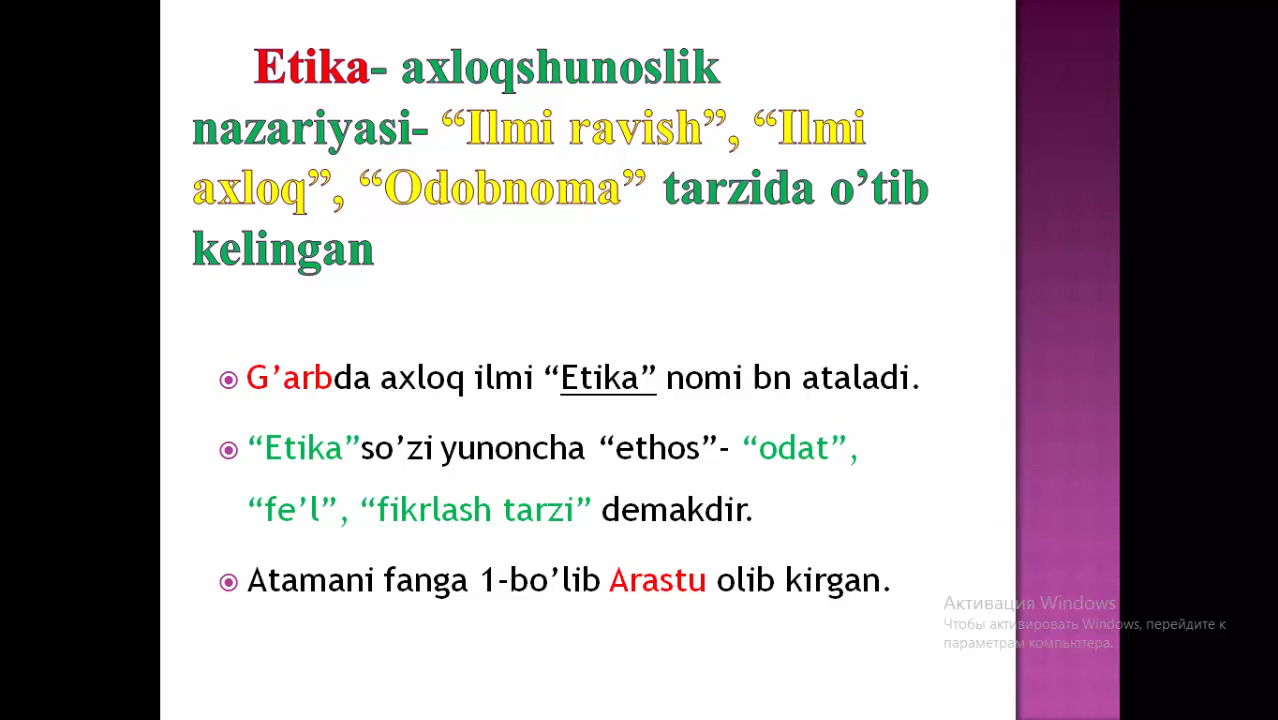 Etika- axloqshunoslik
nazariyasi- “Ilmi ravish”, “Ilmi
axloq”, “Odobnoma” tarzida o’tib
kelingan
G’arbda axloq ilmi “Etika” nomi bn ataladi.
“Etika”so’zi yunoncha “ethos”- “odat”,
“fe’l”, “fikrlash tarzi” demakdir.
Atamani fanga 1-bo’lib Arastu olib kirgan.
Активация Windows
Чтобы активировать Windows, перейдите к
параметрам компьютера.